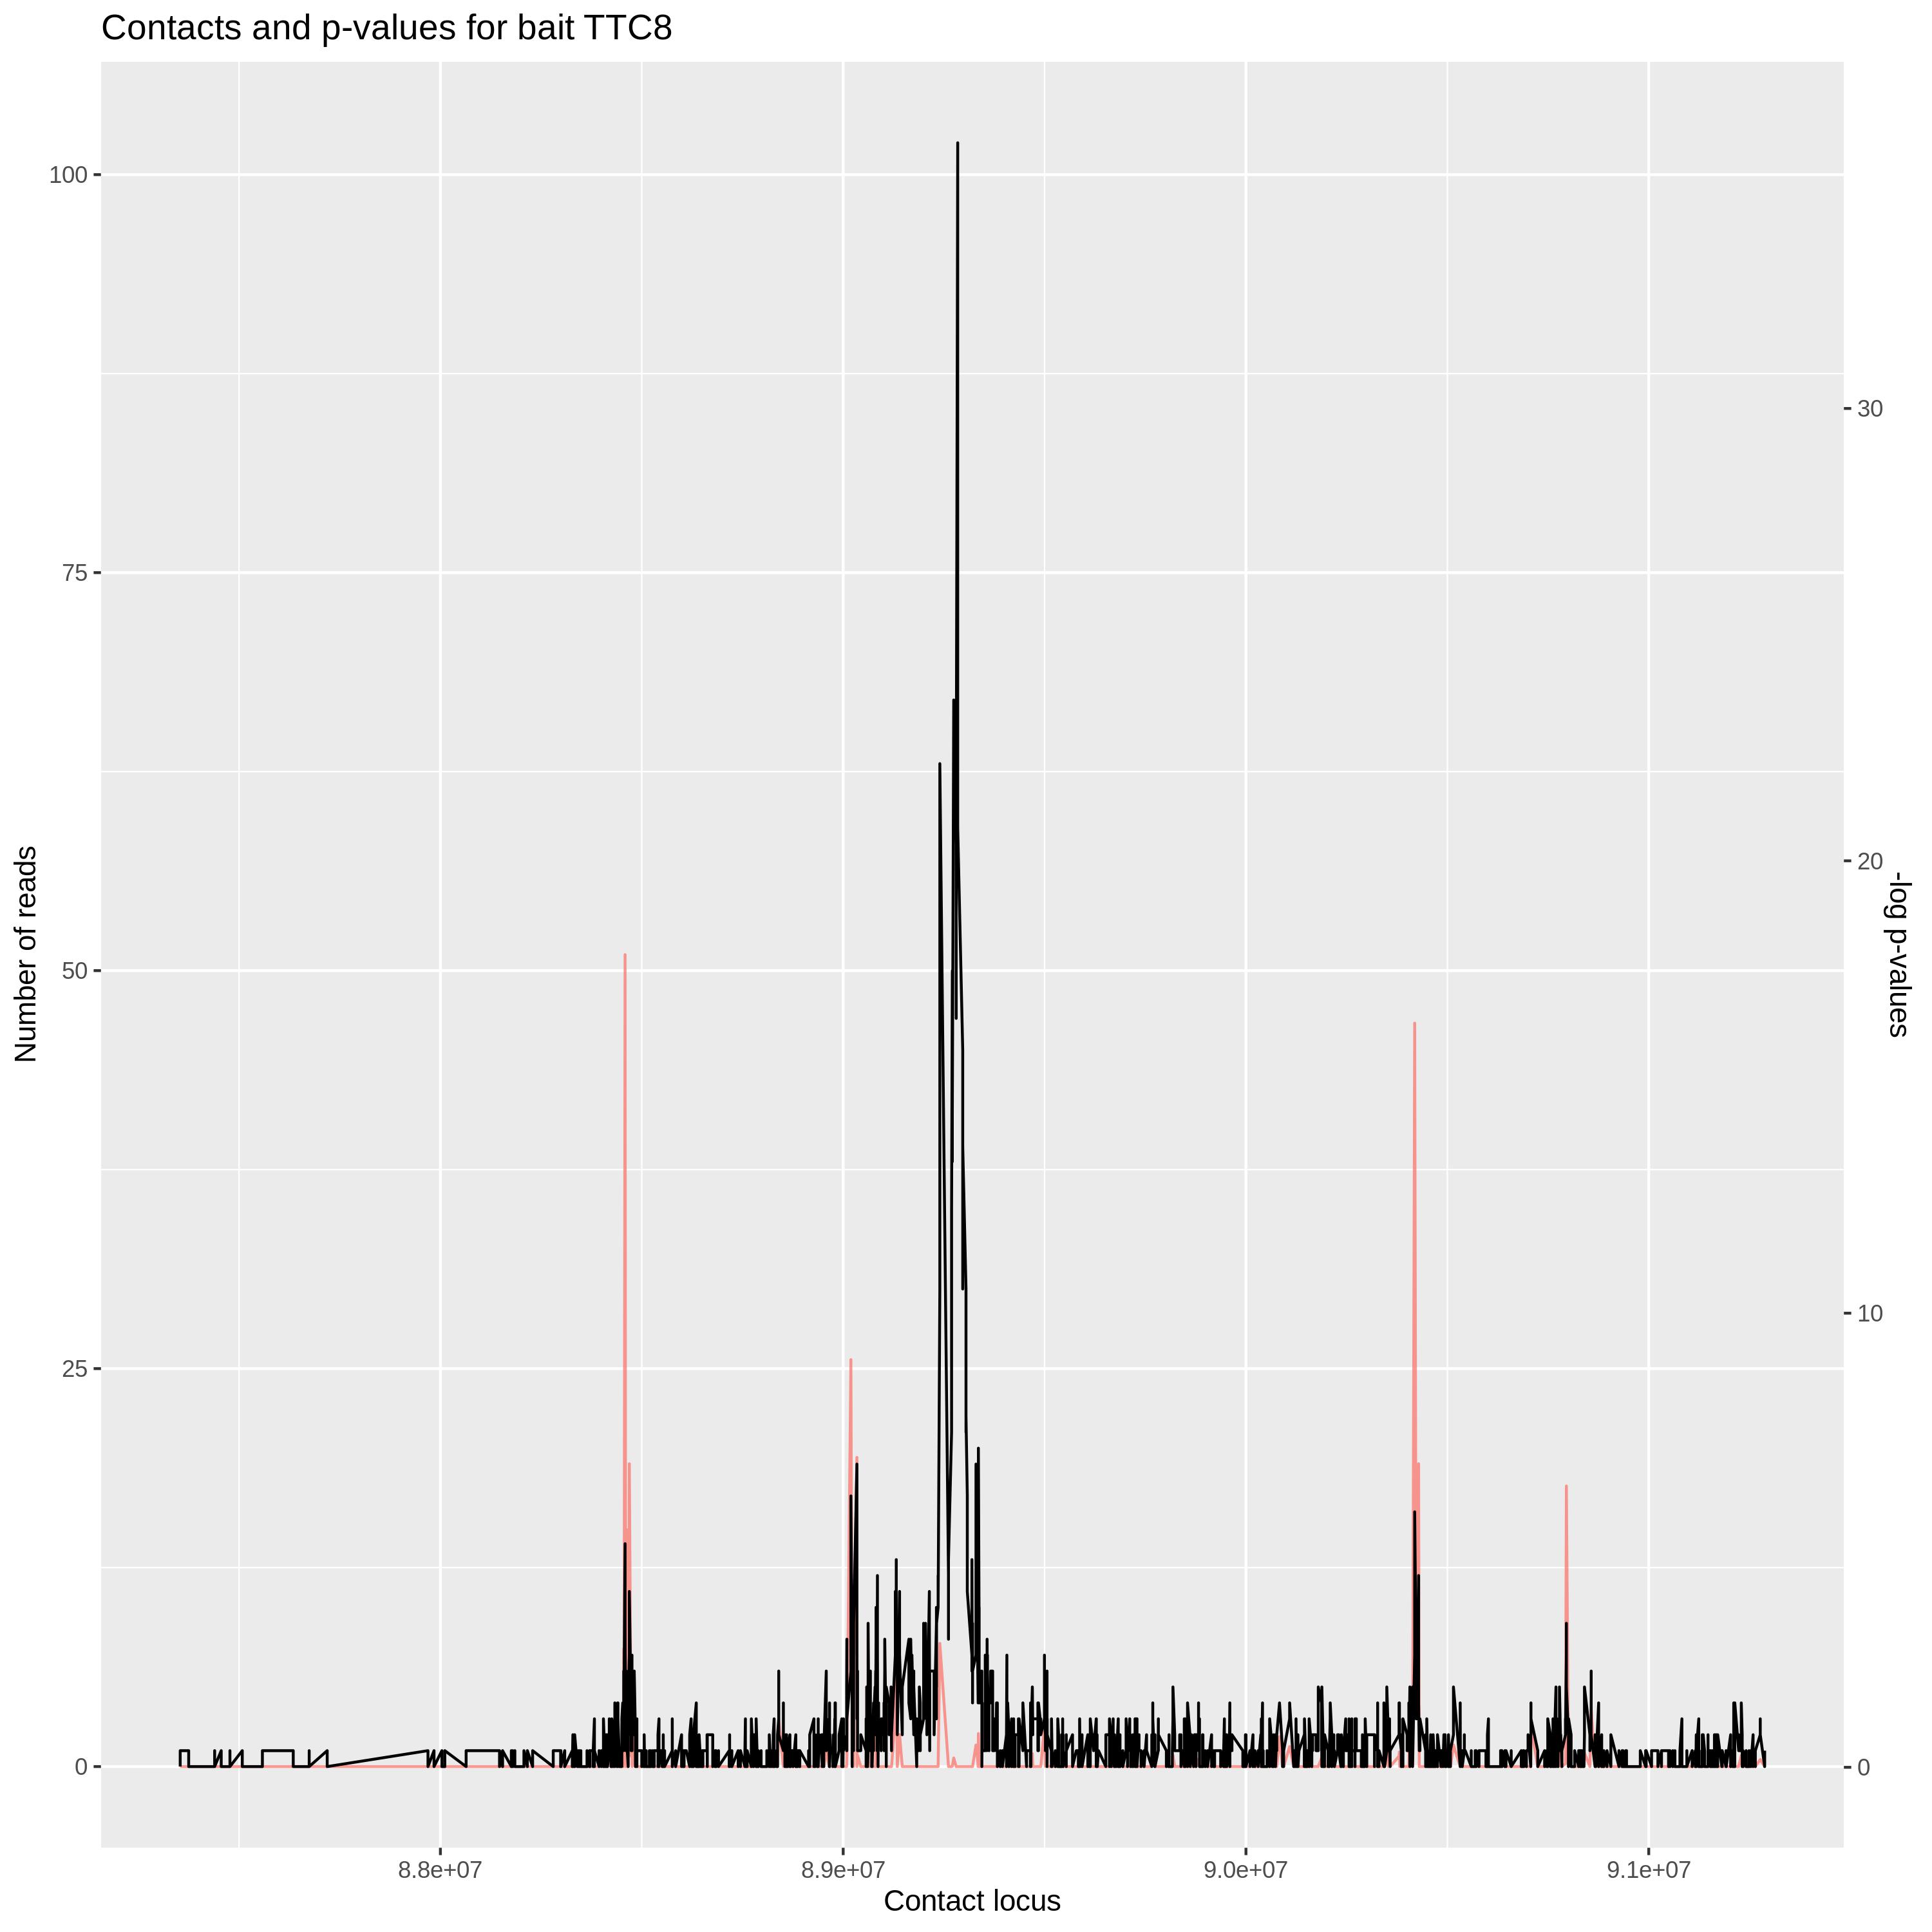 Contacts and p-values for bait TTC8
100
75
50
25
0
Number of reads
30
20
10
0
-log p-values
8.8e+07
8.9e+07
9.0e+07
9.1e+07
Contact locus